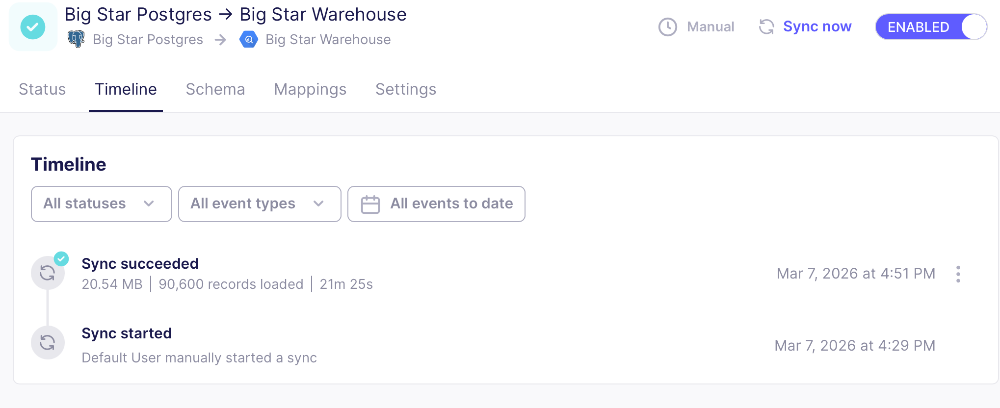 Big Star Postgres → Big Star Warehouse
Big Star Postgres → Big Star Warehouse
Manual
Sync now
ENABLED
Status
Timeline
Schema
Mappings
Settings
Timeline
All statuses
All event types
All events to date
Sync succeeded
20.54 MB | 90,600 records loaded | 21m 25s
Mar 7, 2026 at 4:51 PM
Sync started
Default User manually started a sync
Mar 7, 2026 at 4:29 PM